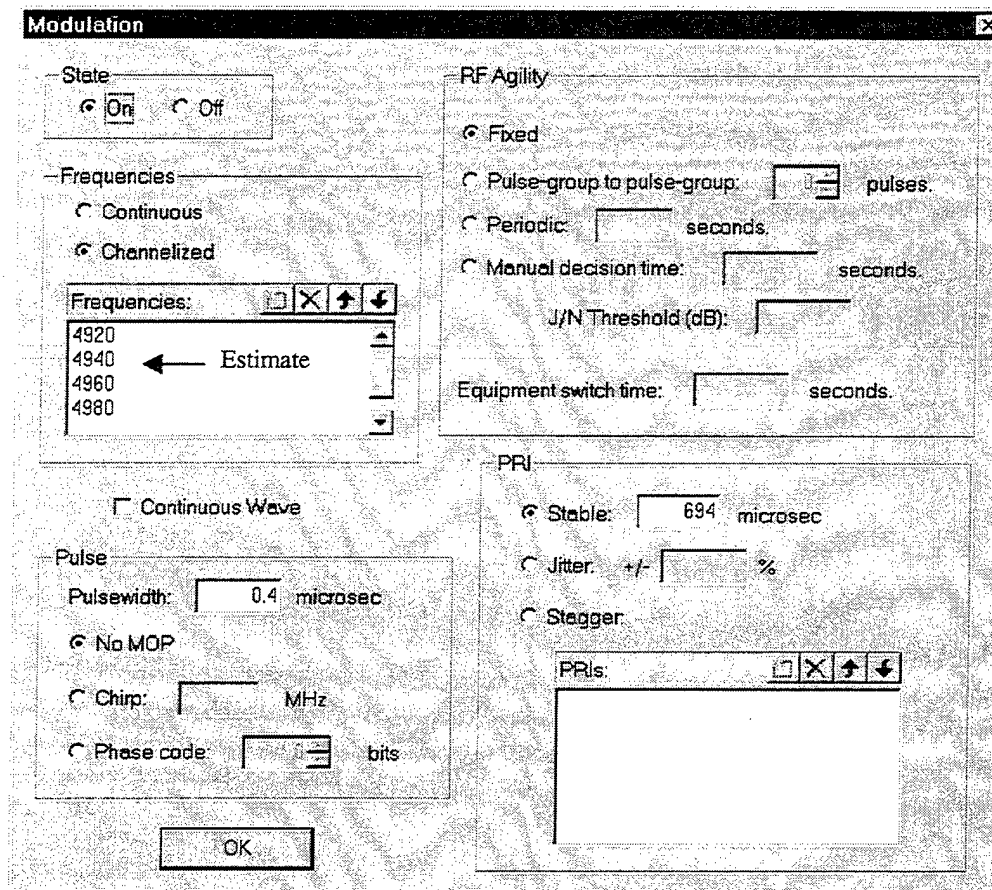 Modulation
State
On Off
Frequencies
Continuous
Channelized
Frequencies:
4920
4940 Estimate
4960
4980
Continuous Wave
Pulse
Pulsewidth: 0.4 microsec
No MOP
Chirp: MHz
Phase code: bits
OK
RF Agility
Fixed
Pulse-group to pulse-group: pulses.
Periodic: seconds.
Manual decision time: seconds.
J/N Threshold (dB):
Equipment switch time: seconds.
PRI
Stable: 694 microsec
Jitter: +/- %
Stagger:
PRIs: